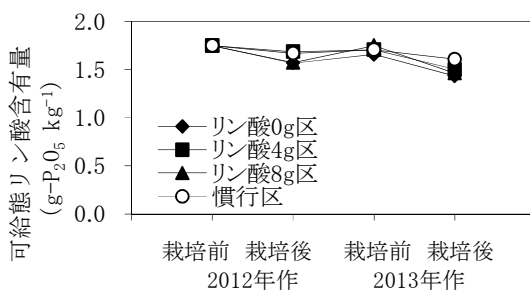 可給態リン酸含有量
(g-P₂O₅ kg⁻¹)
2.0
1.5
1.0
0.5
0.0
リン酸0g区
リン酸4g区
リン酸8g区
慣行区
栽培前 栽培後 栽培前 栽培後
2012年作 2013年作